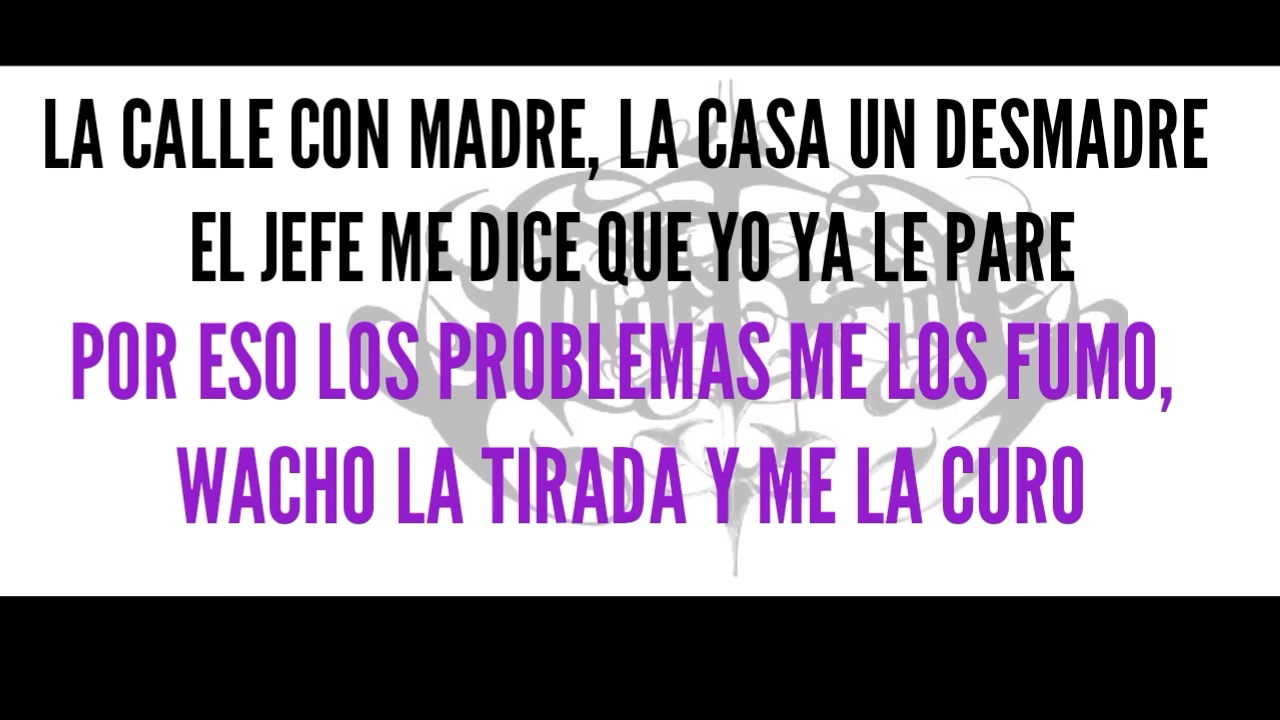 LA CALLE CON MADRE, LA CASA UN DESMADRE
EL JEFE ME DICE QUE YO YA LE PARE
POR ESO LOS PROBLEMAS ME LOS FUMO,
WACHO LA TIRADA Y ME LA CURO